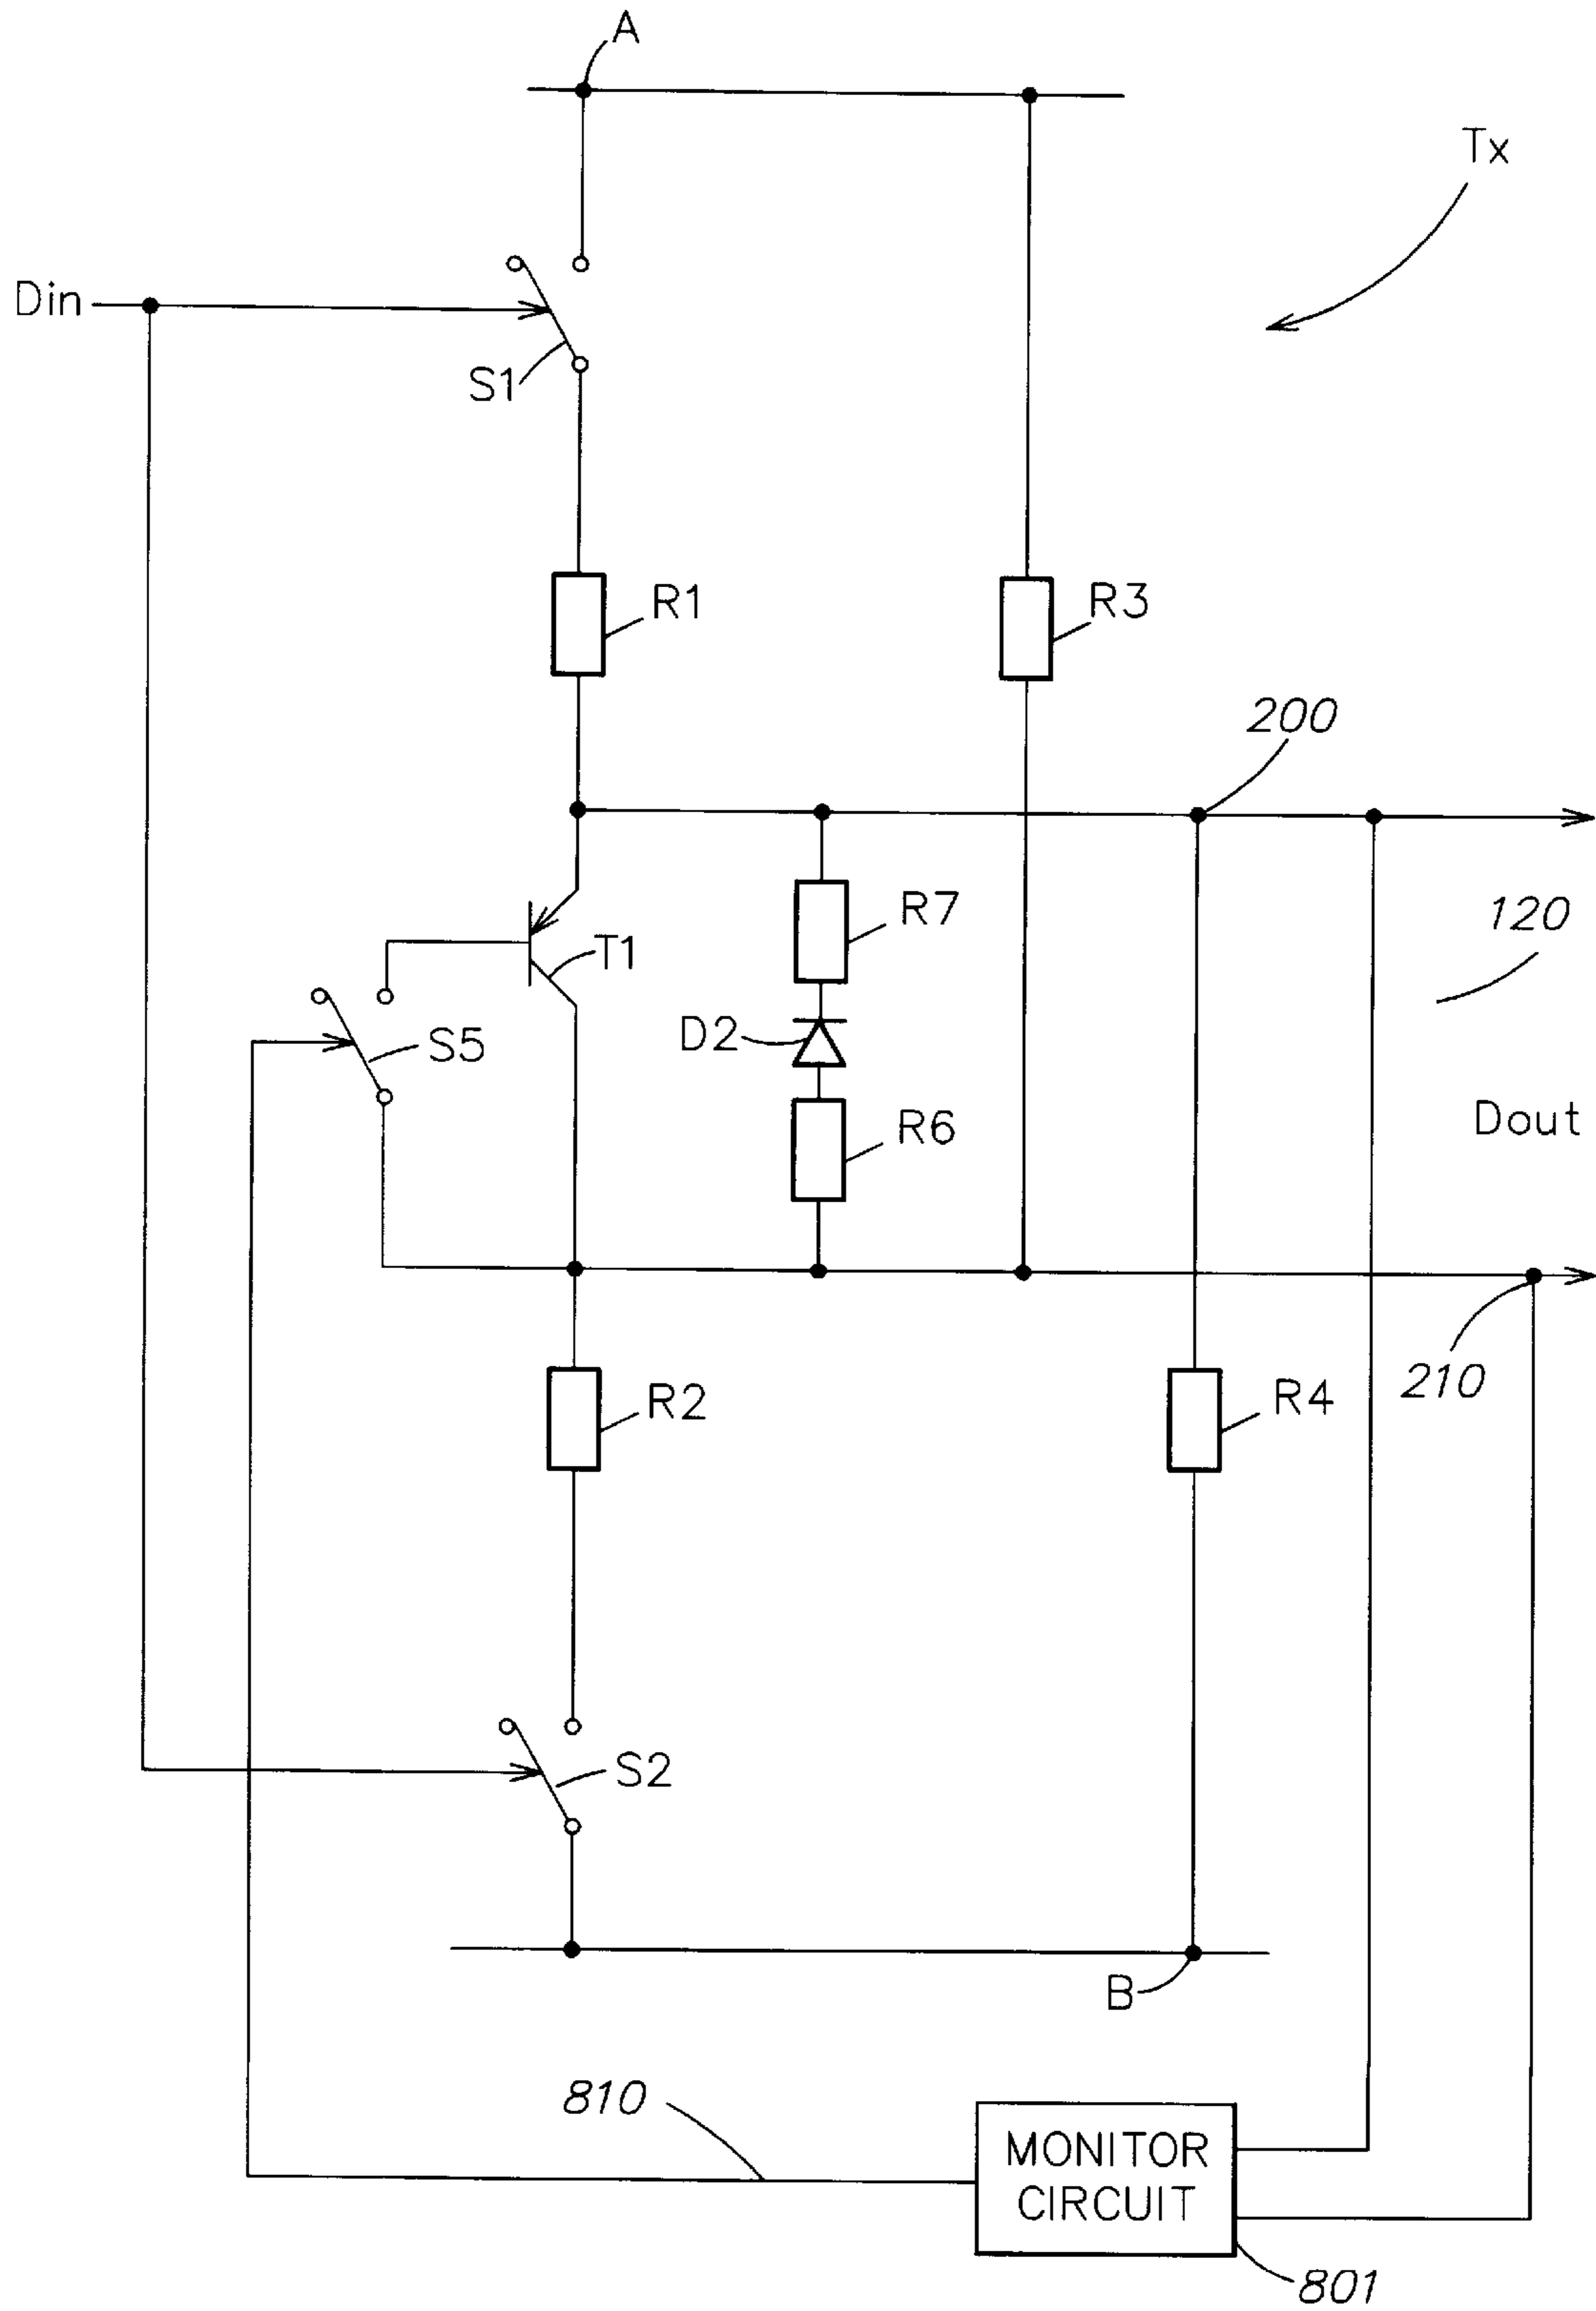 A
Tx
Din
S1
R1
R3
200
R7
120
T1
S5
D2
R6
Dout
210
R2
R4
S2
B
810
MONITOR
CIRCUIT
801